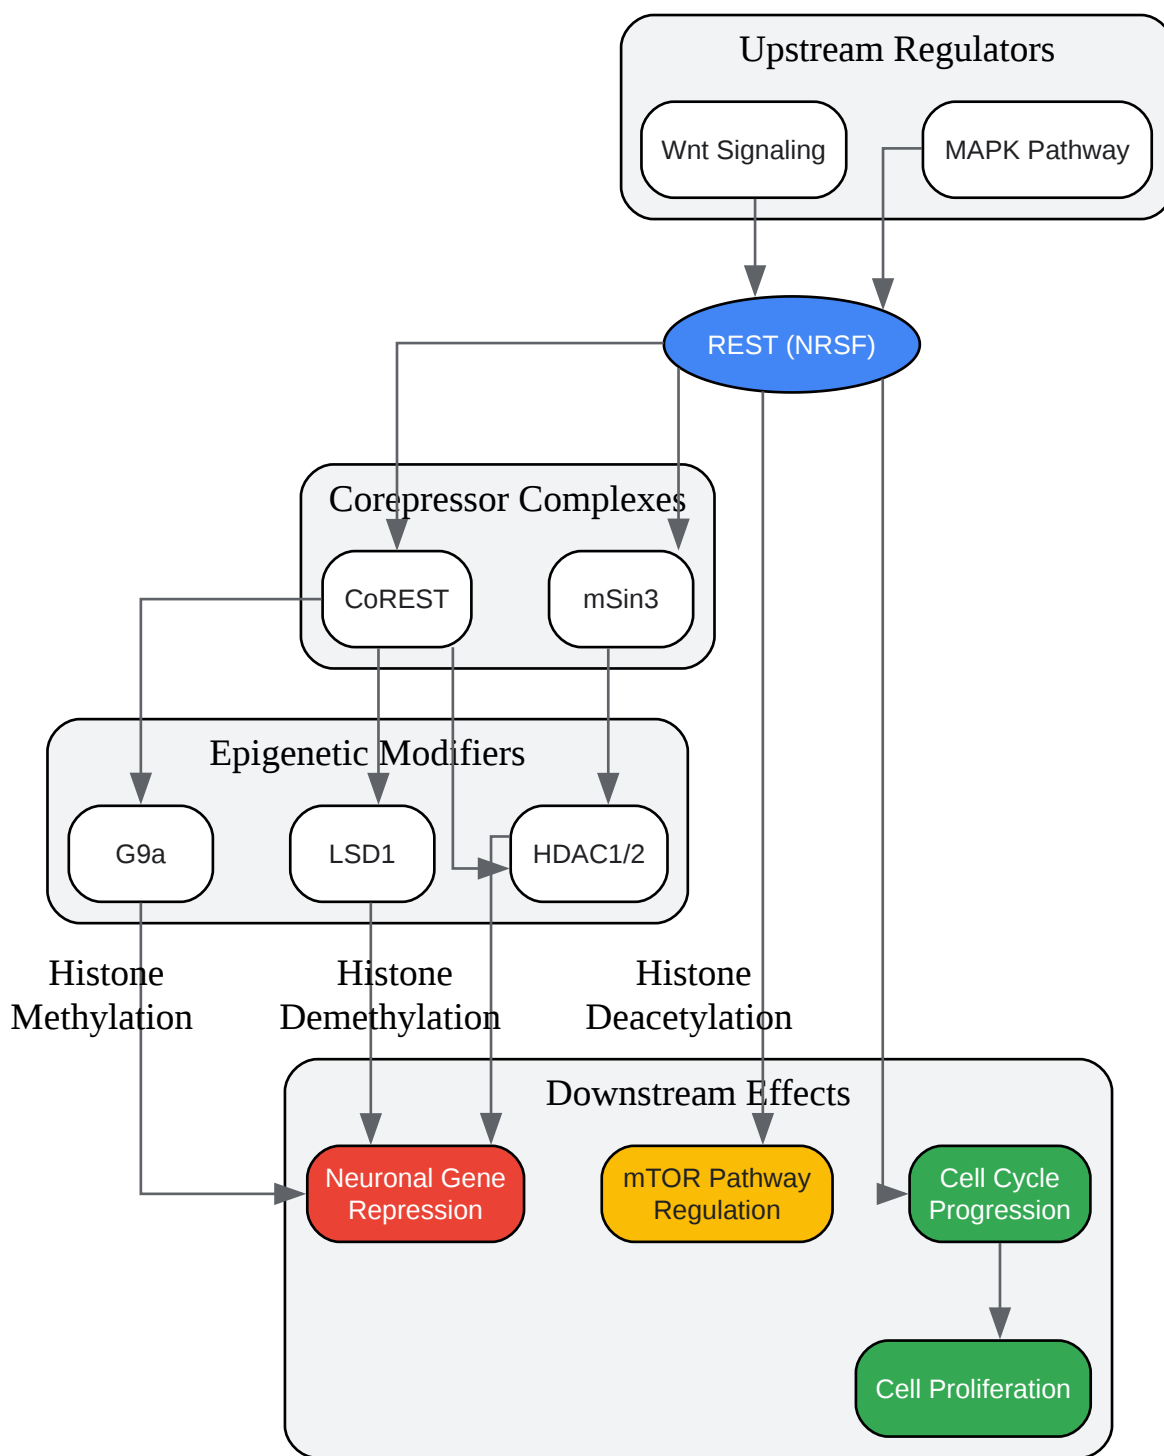 Upstream Regulators
Wnt Signaling
MAPK Pathway
REST (NRSF)
Corepressor Complexes
CoREST
mSin3
Epigenetic Modifiers
G9a
LSD1
HDAC1/2
Histone
Methylation
Histone
Demethylation
Histone
Deacetylation
Downstream Effects
Neuronal Gene
Repression
mTOR Pathway
Regulation
Cell Cycle
Progression
Cell Proliferation